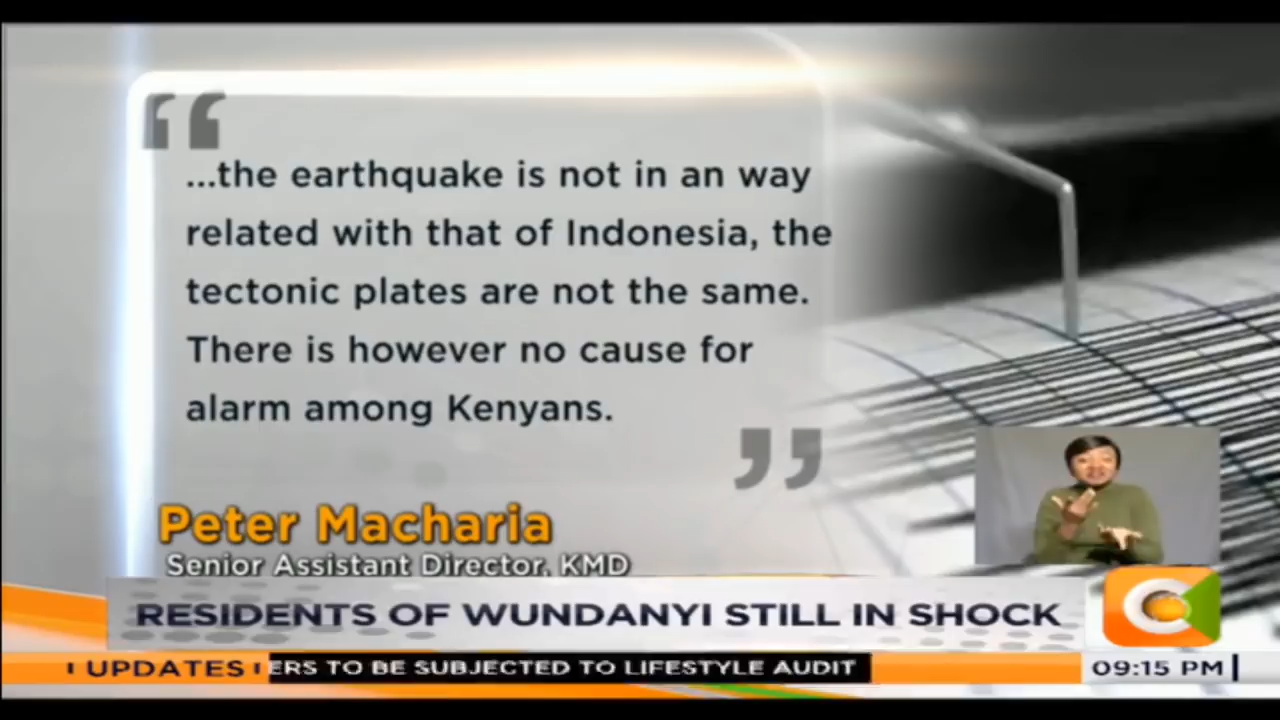 “
...the earthquake is not in an way
related with that of Indonesia, the
tectonic plates are not the same.
There is however no cause for
alarm among Kenyans.
”
Peter Macharia
Senior Assistant Director, KMD
RESIDENTS OF WUNDANYI STILL IN SHOCK
UPDATES ERS TO BE SUBJECTED TO LIFESTYLE AUDIT 09:15 PM